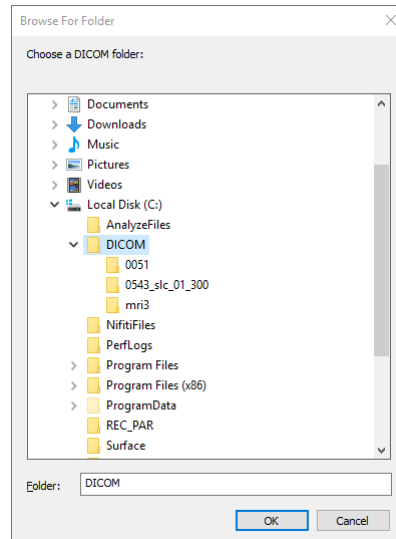 Browse For Folder
Choose a DICOM folder:
Documents
Downloads
Music
Pictures
Videos
Local Disk (C:)
AnalyzeFiles
DICOM
0051
0543_slc_01_300
mri3
NifitiFiles
PerfLogs
Program Files
Program Files (x86)
ProgramData
REC_PAR
Surface
Folder: DICOM
OK Cancel